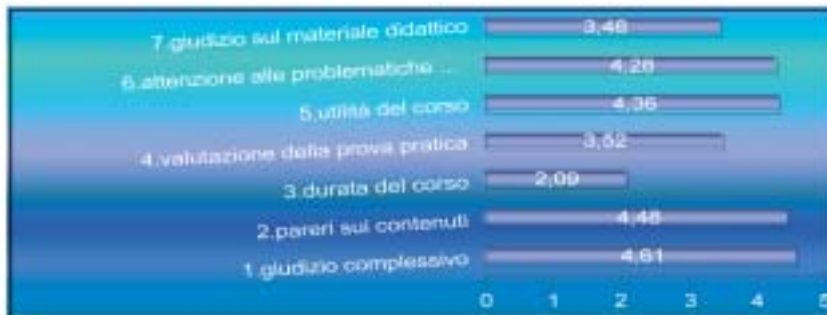 7.giudizio sul materiale didattico 3,48
6.attenzione alle problematiche ... 4,28
5.utilità del corso 4,36
4.valutazione della prova pratica 3,52
3.durata del corso 2,09
2.pareri sui contenuti 4,48
1.giudizio complessivo 4,61
0 1 2 3 4 5